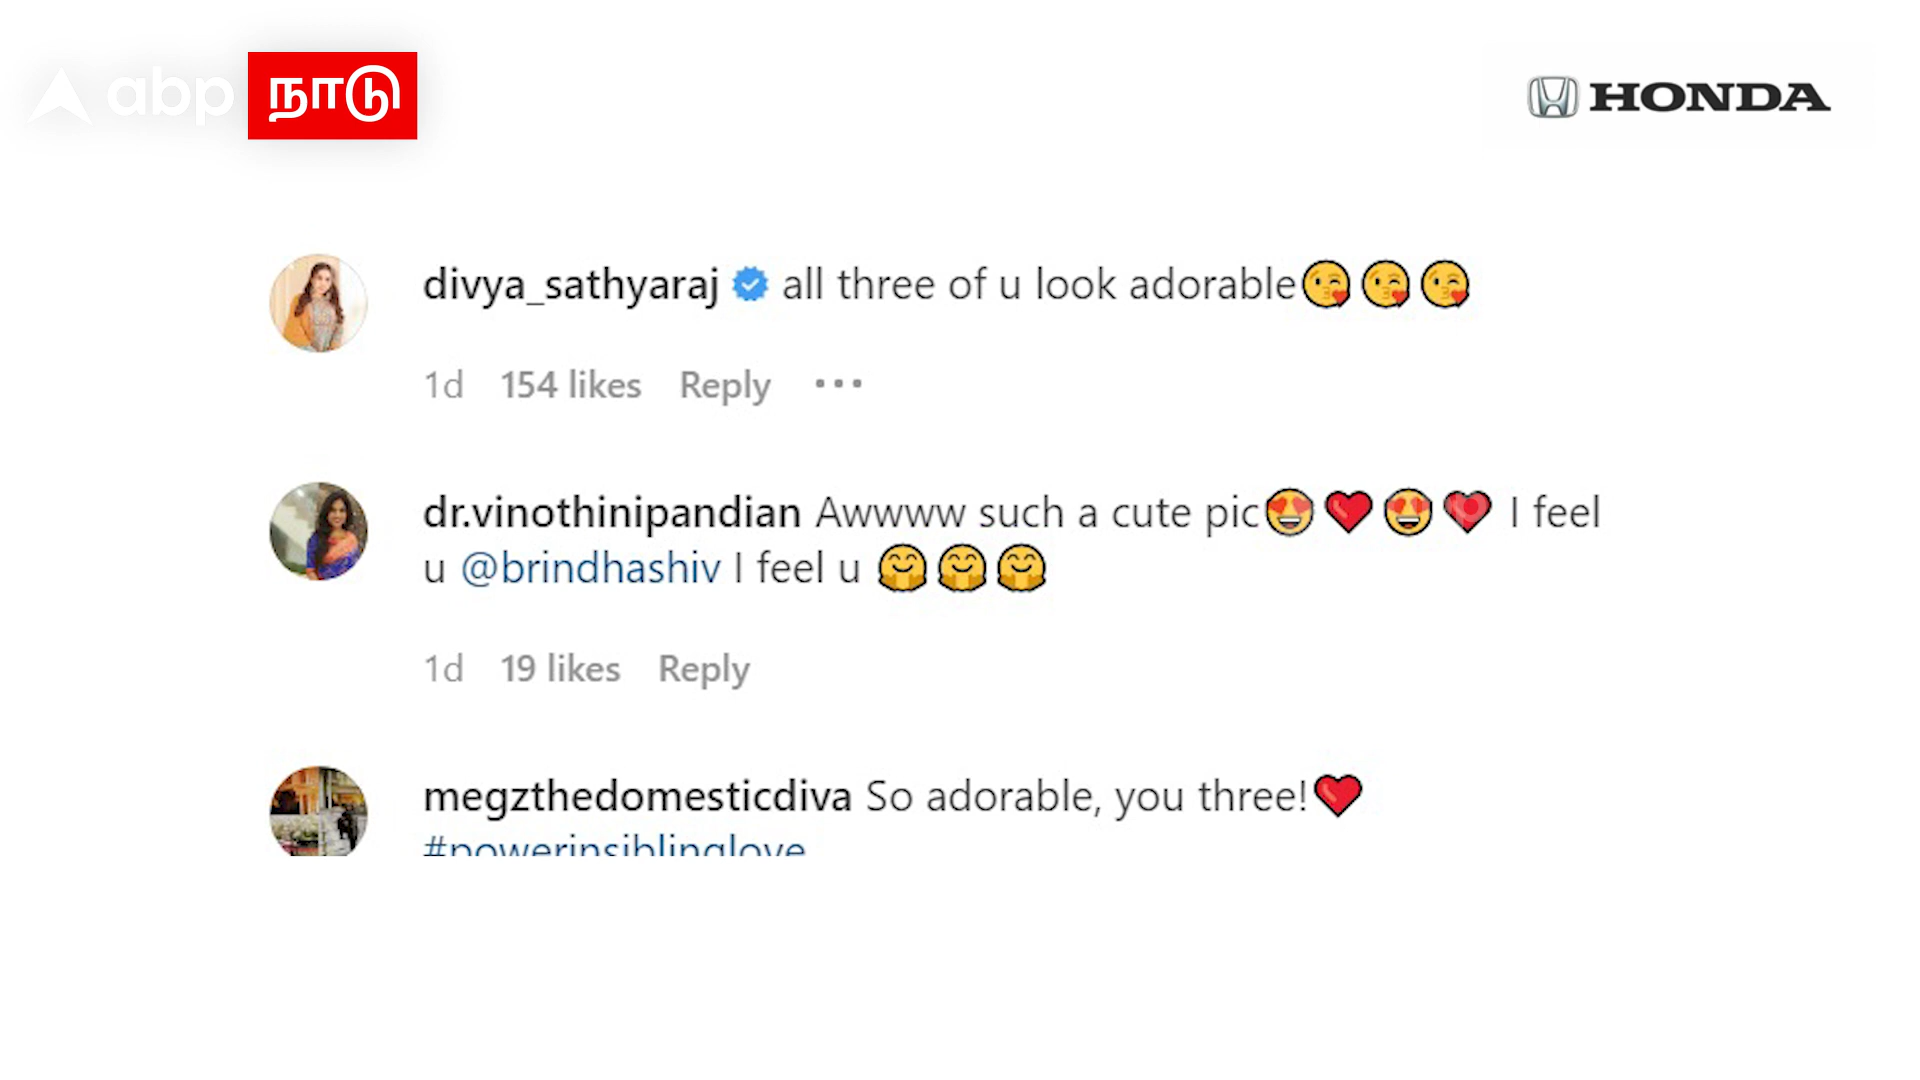 abp நாடு
HONDA
divya_sathyaraj all three of u look adorable😘😘😘
1d 154 likes Reply •••
dr.vinothinipandian Awwww such a cute pic😍❤️😍❤️ I feel
u @brindhashiv I feel u 🤗🤗🤗
1d 19 likes Reply
megzthedomesticdiva So adorable, you three!❤️
#powerinsiblinglove